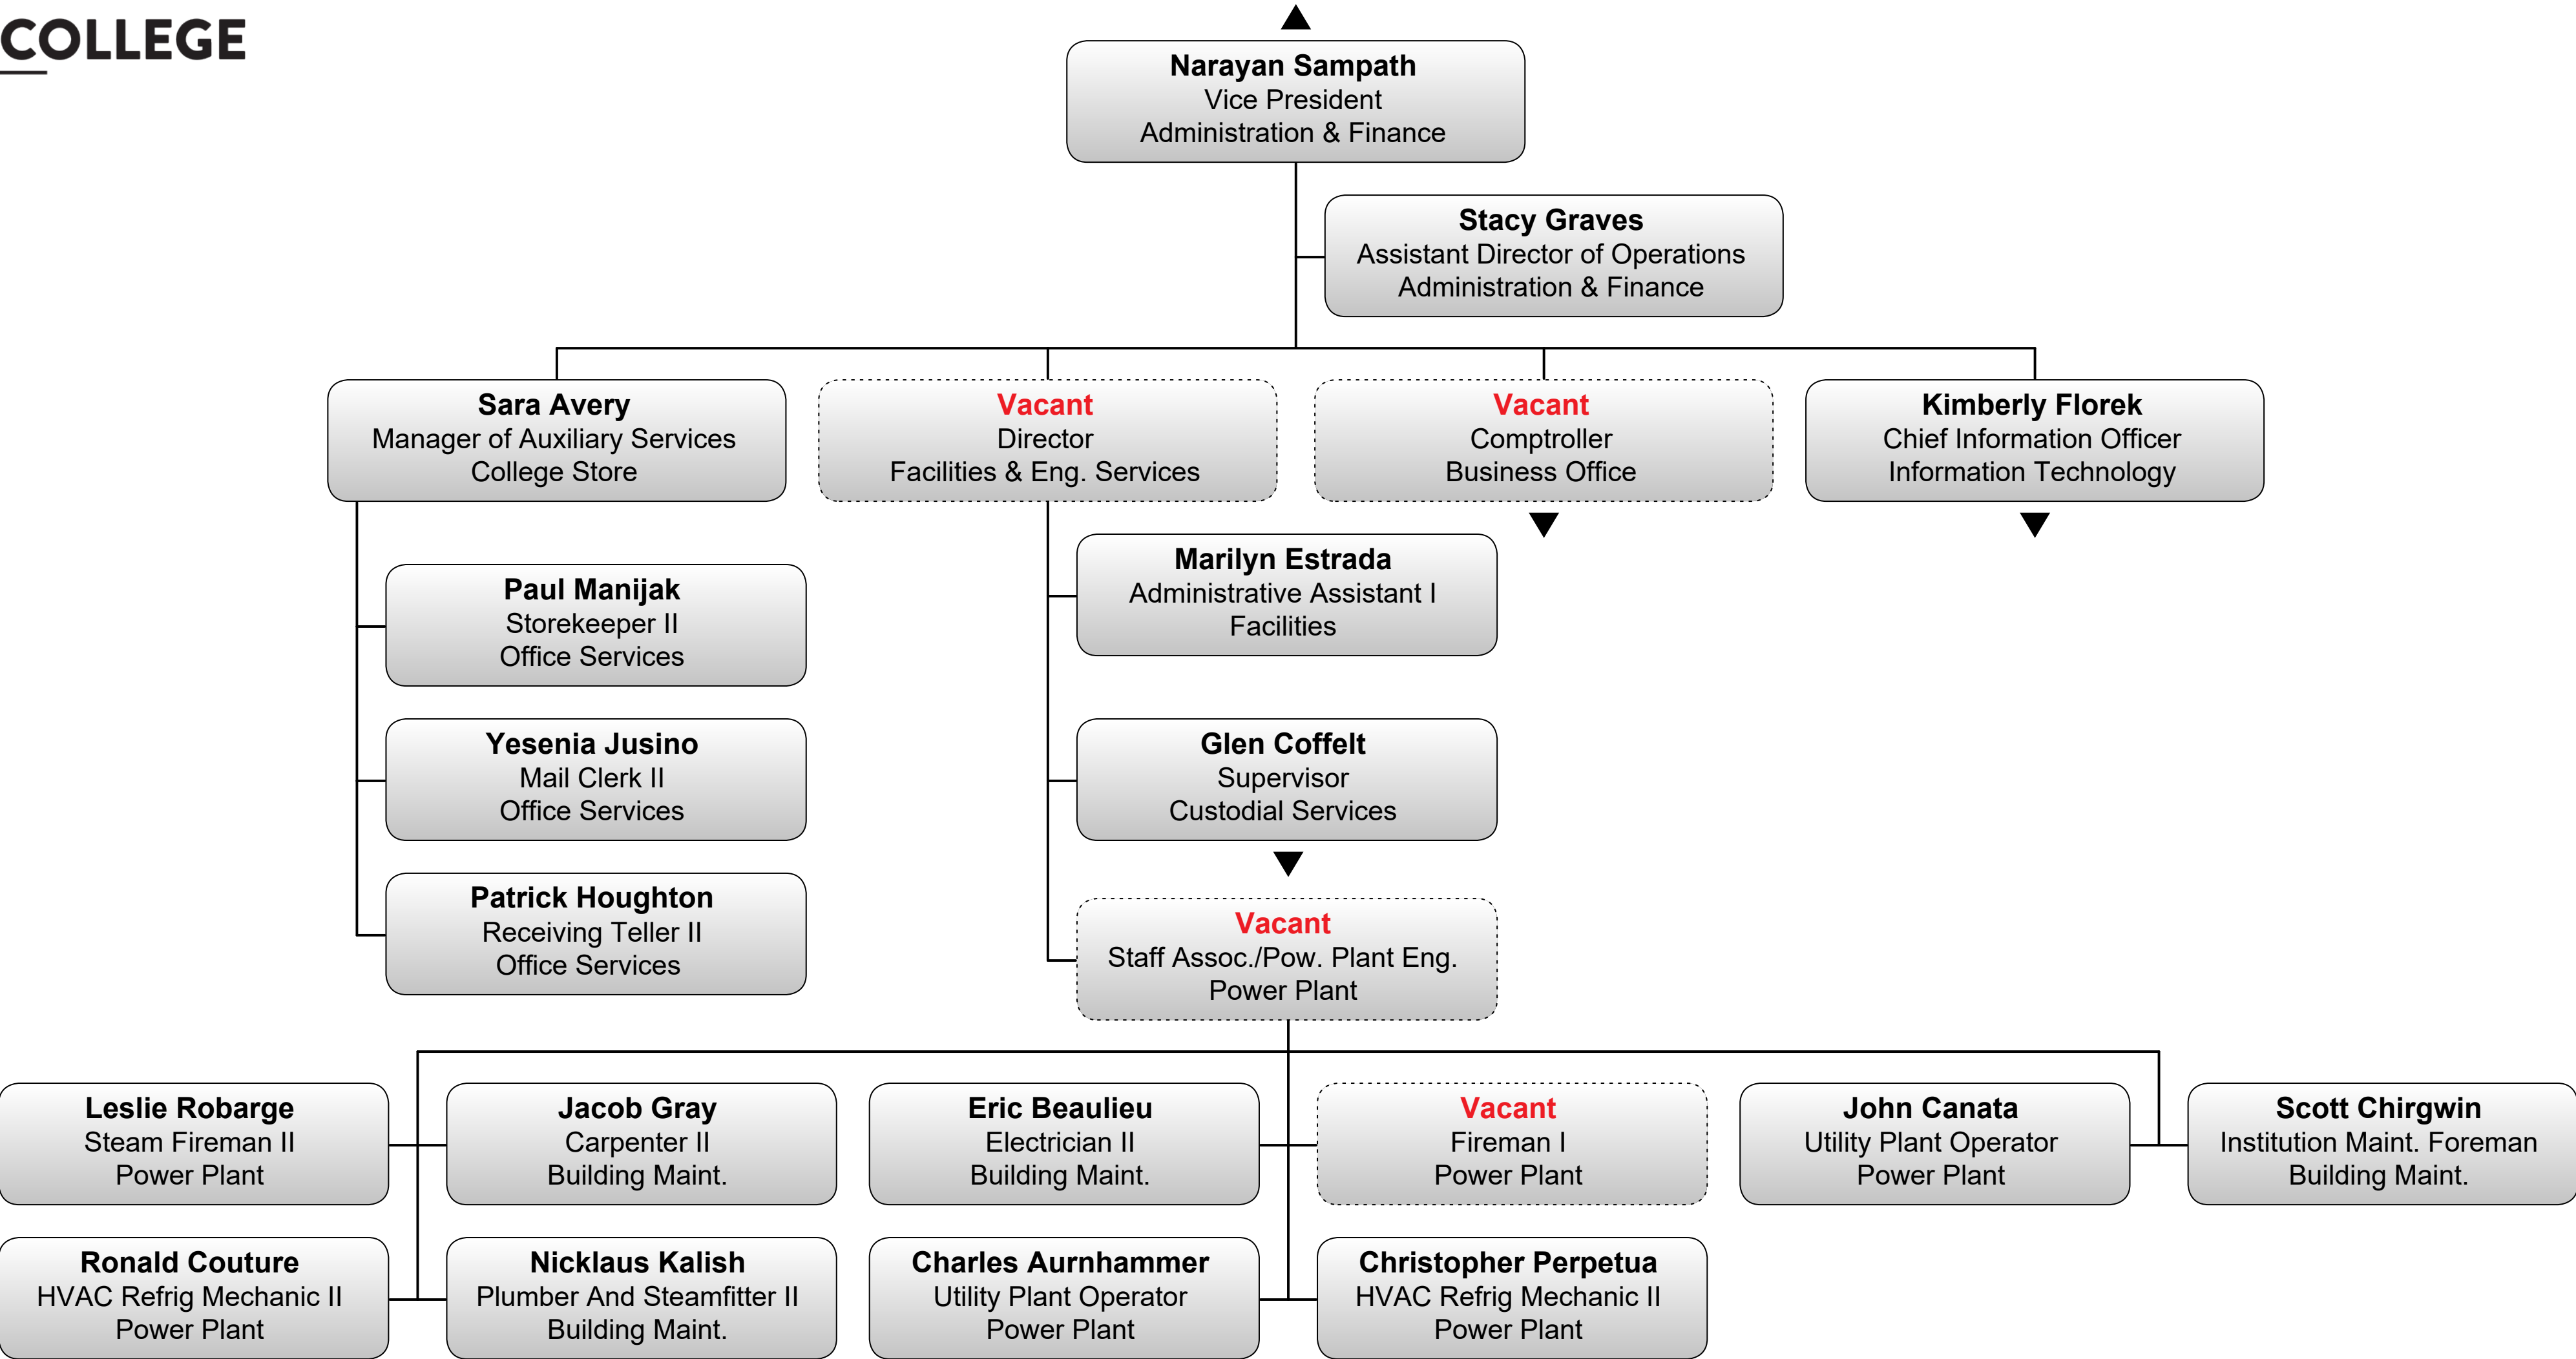 COLLEGE
Narayan Sampath
Vice President
Administration & Finance
Stacy Graves
Assistant Director of Operations
Administration & Finance
Sara Avery
Manager of Auxiliary Services
College Store
Vacant
Director
Facilities & Eng. Services
Vacant
Comptroller
Business Office
Kimberly Florek
Chief Information Officer
Information Technology
Paul Manijak
Storekeeper II
Office Services
Yesenia Jusino
Mail Clerk II
Office Services
Patrick Houghton
Receiving Teller II
Office Services
Marilyn Estrada
Administrative Assistant I
Facilities
Glen Coffelt
Supervisor
Custodial Services
Vacant
Staff Assoc./Pow. Plant Eng.
Power Plant
Leslie Robarge
Steam Fireman II
Power Plant
Jacob Gray
Carpenter II
Building Maint.
Eric Beaulieu
Electrician II
Building Maint.
Vacant
Fireman I
Power Plant
John Canata
Utility Plant Operator
Power Plant
Scott Chirgwin
Institution Maint. Foreman
Building Maint.
Ronald Couture
HVAC Refrig Mechanic II
Power Plant
Nicklaus Kalish
Plumber And Steamfitter II
Building Maint.
Charles Aurnhammer
Utility Plant Operator
Power Plant
Christopher Perpetua
HVAC Refrig Mechanic II
Power Plant